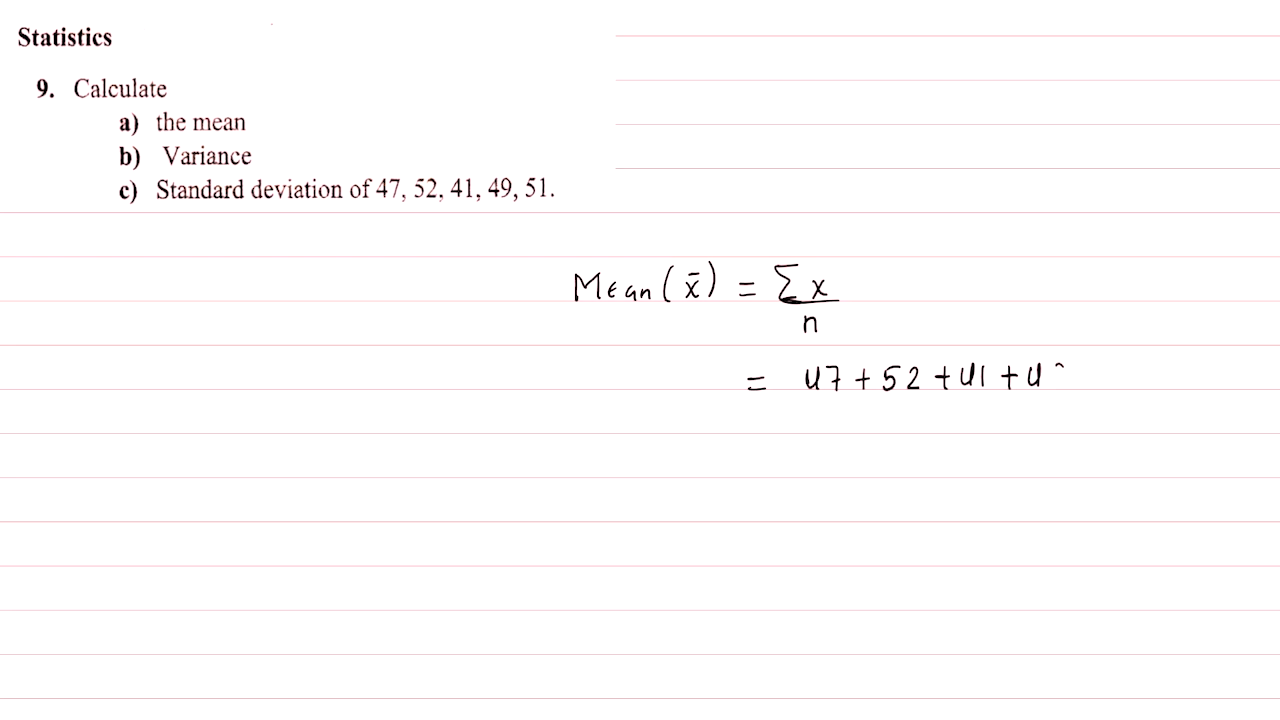 Statistics
9. Calculate
a) the mean
b) Variance
c) Standard deviation of 47, 52, 41, 49, 51.
Mean (x̄) = Σx
n
= 47 + 52 + 41 + 4